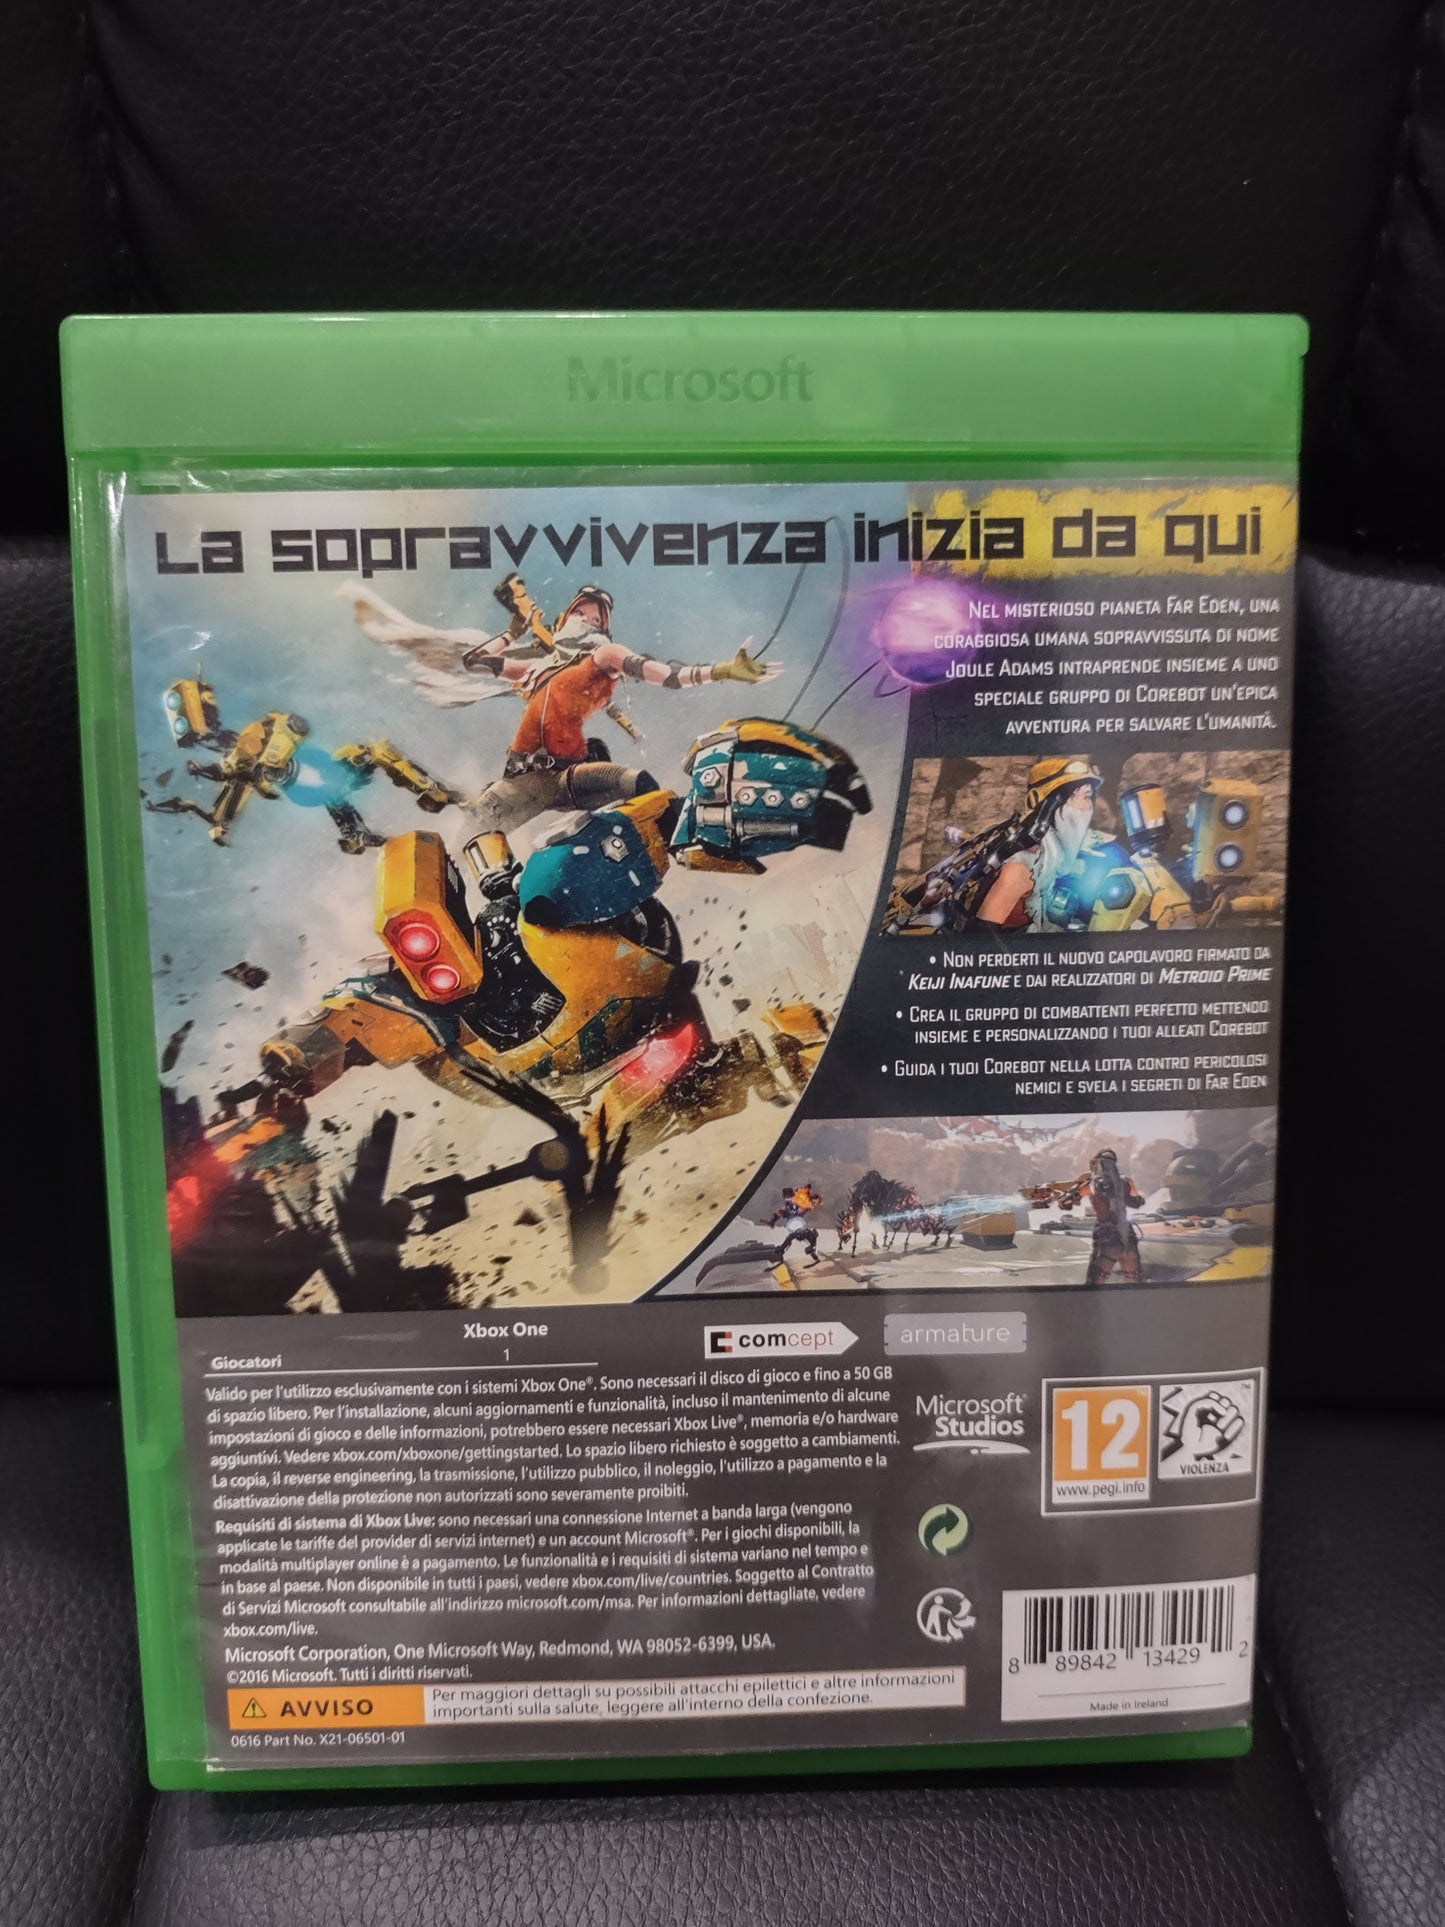 Microsoft
La sopravvivenza inizia da qui
Nel misterioso pianeta Far Eden, una
coraggiosa umana sopravvissuta di nome
Joule Adams intraprende insieme a uno
speciale gruppo di Corebot un'epica
avventura per salvare l'umanità.
• Non perderti il nuovo capolavoro firmato da
Keiji Inafune e dai realizzatori di Metroid Prime
• Crea il gruppo di combattenti perfetto mettendo
insieme e personalizzando i tuoi alleati Corebot
• Guida i tuoi Corebot nella lotta contro pericolosi
nemici e svela i segreti di Far Eden
Xbox One
Giocatori 1
comcept
armature
Valido per l'utilizzo esclusivamente con i sistemi Xbox One®. Sono necessari il disco di gioco e fino a 50 GB
di spazio libero. Per l'installazione, alcuni aggiornamenti e funzionalità, incluso il mantenimento di alcune
impostazioni di gioco e delle informazioni, potrebbero essere necessari Xbox Live®, memoria e/o hardware
aggiuntivi. Vedere xbox.com/xboxone/gettingstarted. Lo spazio libero richiesto è soggetto a cambiamenti.
La copia, il reverse engineering, la trasmissione, l'utilizzo pubblico, il noleggio, l'utilizzo a pagamento e la
disattivazione della protezione non autorizzati sono severamente proibiti.
Requisiti di sistema di Xbox Live: sono necessari una connessione Internet a banda larga (vengono
applicate le tariffe del provider di servizi internet) e un account Microsoft®. Per i giochi disponibili, la
modalità multiplayer online è a pagamento. Le funzionalità e i requisiti di sistema variano nel tempo e
in base al paese. Non disponibile in tutti i paesi, vedere xbox.com/live/countries. Soggetto al Contratto
di Servizi Microsoft consultabile all'indirizzo microsoft.com/msa. Per informazioni dettagliate, vedere
xbox.com/live.
Microsoft Corporation, One Microsoft Way, Redmond, WA 98052-6399, USA.
©2016 Microsoft. Tutti i diritti riservati.
AVVISO
Per maggiori dettagli su possibili attacchi epilettici e altre informazioni
importanti sulla salute, leggere all'interno della confezione.
0616 Part No. X21-06501-01
Microsoft®
Studios
12
www.pegi.info
VIOLENZA
8 89842 13429 2
Made in Ireland